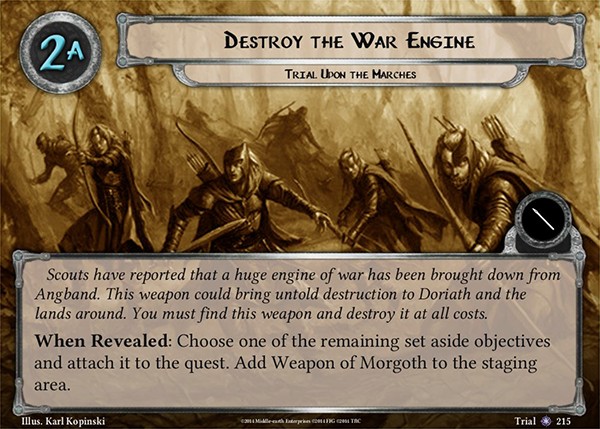 2A
Destroy the War Engine
Trial Upon the Marches
Scouts have reported that a huge engine of war has been brought down from
Angband. This weapon could bring untold destruction to Doriath and the
lands around. You must find this weapon and destroy it at all costs.
When Revealed: Choose one of the remaining set aside objectives
and attach it to the quest. Add Weapon of Morgoth to the staging
area.
Illus. Karl Kopinski
©2014 Middle-earth Enterprises ©2014 FFG ©2014 TRC
Trial 215